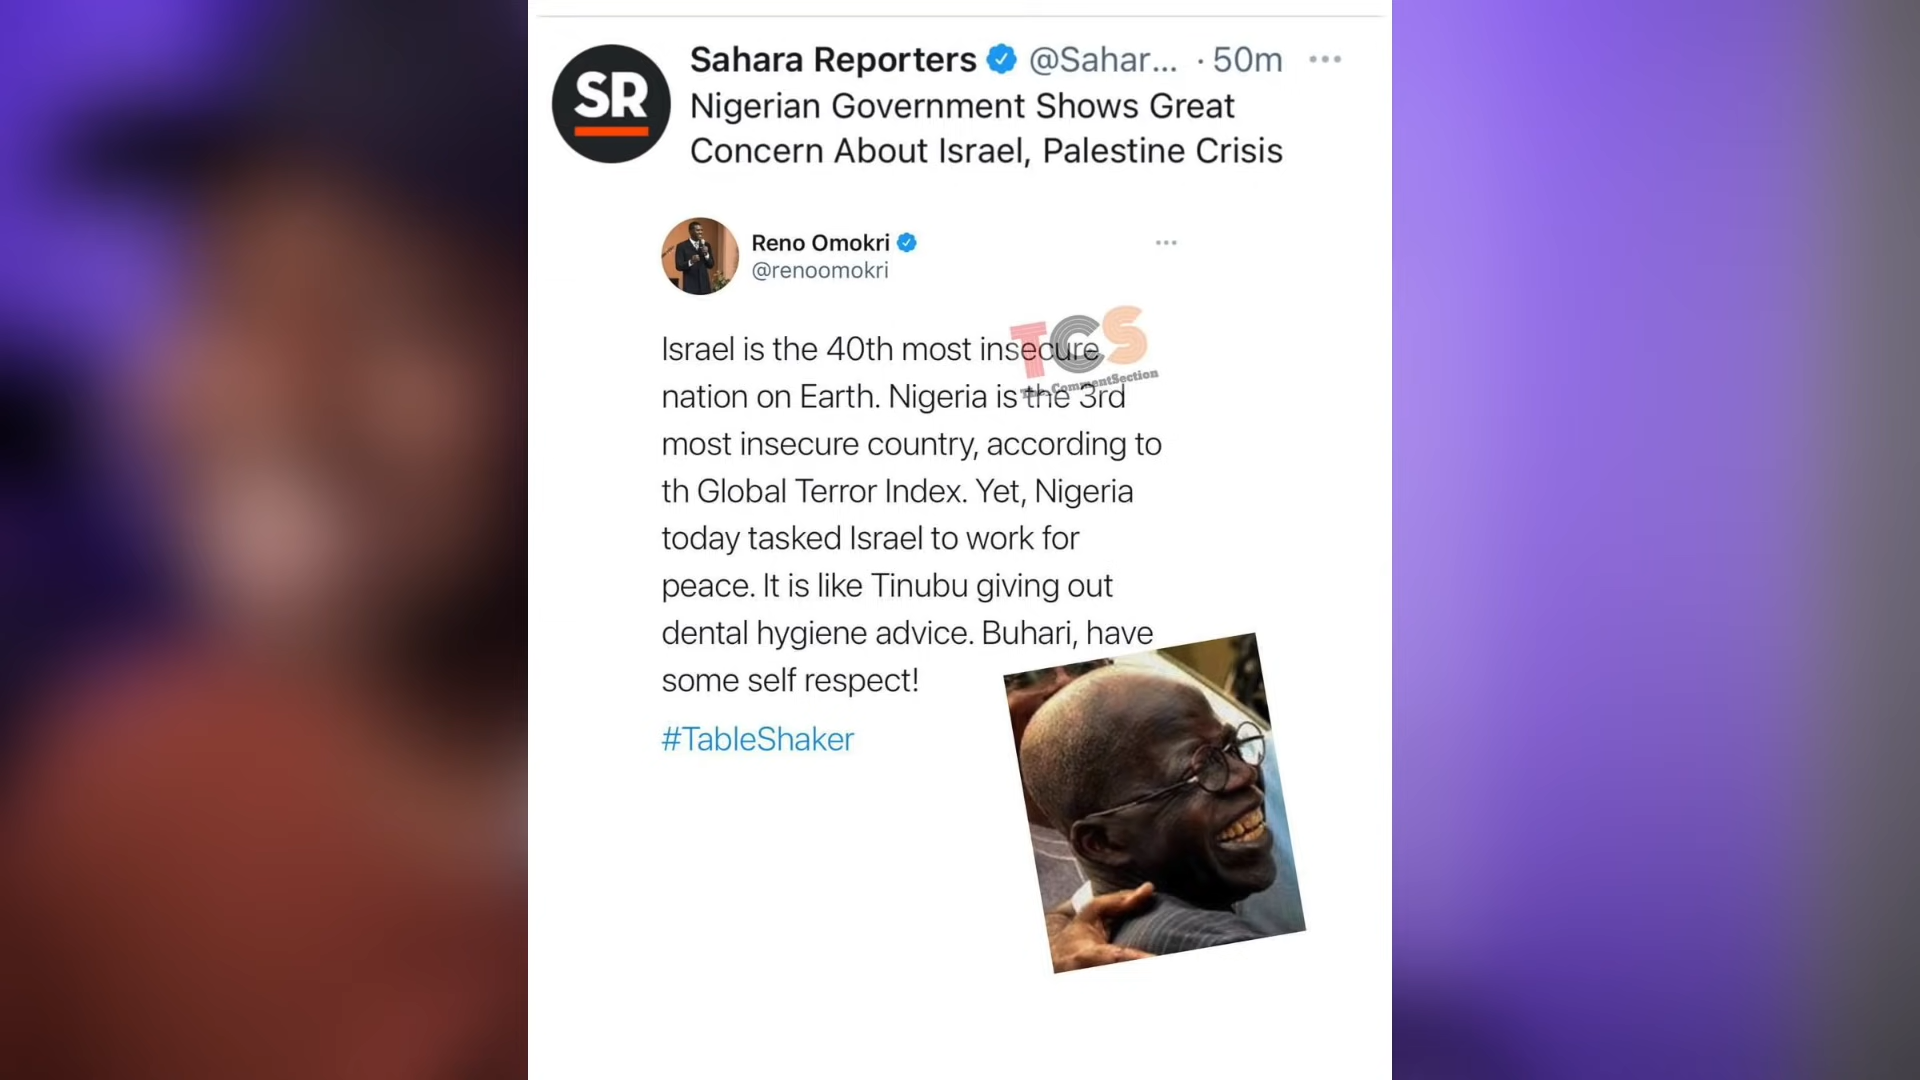 SR
Sahara Reporters @Sahar... · 50m
Nigerian Government Shows Great
Concern About Israel, Palestine Crisis
Reno Omokri
@renoomokri
TCS
The CommentSection
Israel is the 40th most insecure
nation on Earth. Nigeria is the 3rd
most insecure country, according to
th Global Terror Index. Yet, Nigeria
today tasked Israel to work for
peace. It is like Tinubu giving out
dental hygiene advice. Buhari, have
some self respect!
#TableShaker